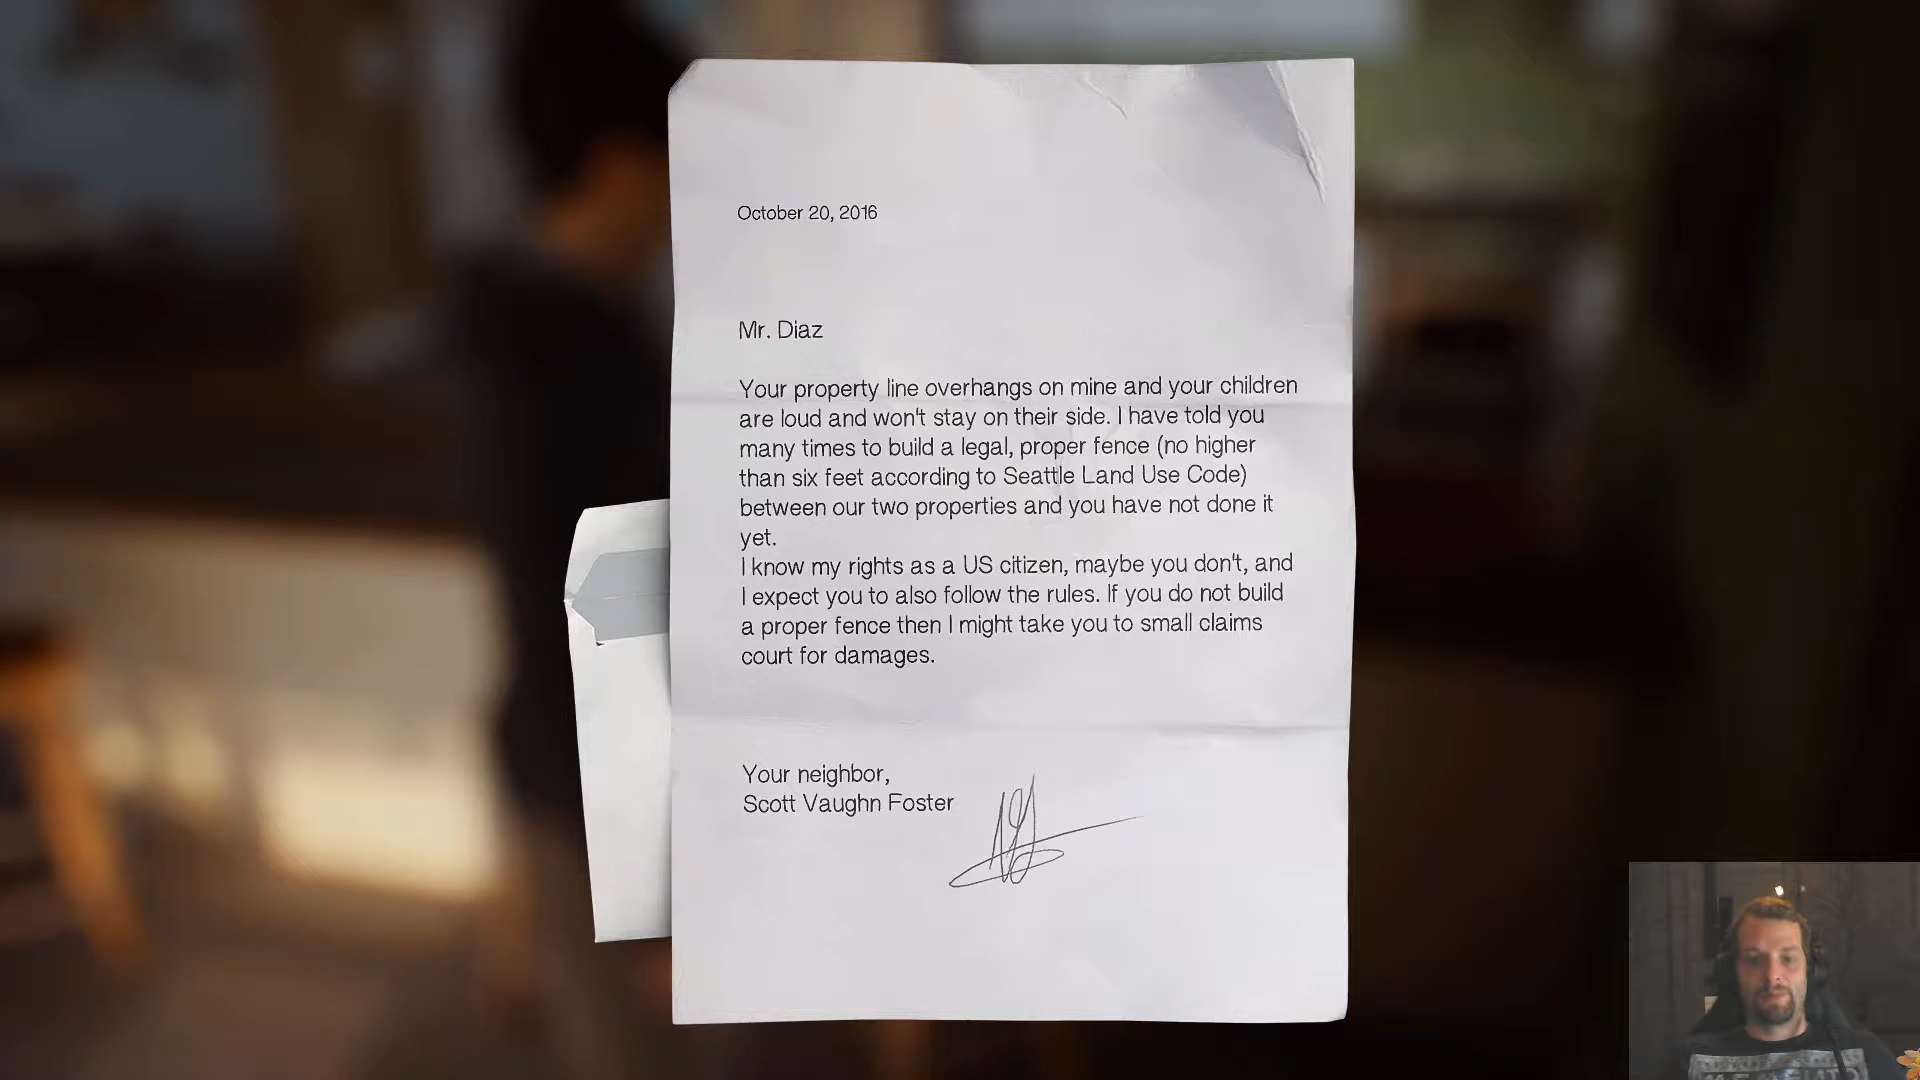 October 20, 2016
Mr. Diaz
Your property line overhangs on mine and your children
are loud and won't stay on their side. I have told you
many times to build a legal, proper fence (no higher
than six feet according to Seattle Land Use Code)
between our two properties and you have not done it
yet.
I know my rights as a US citizen, maybe you don't, and
I expect you to also follow the rules. If you do not build
a proper fence then I might take you to small claims
court for damages.
Your neighbor,
Scott Vaughn Foster